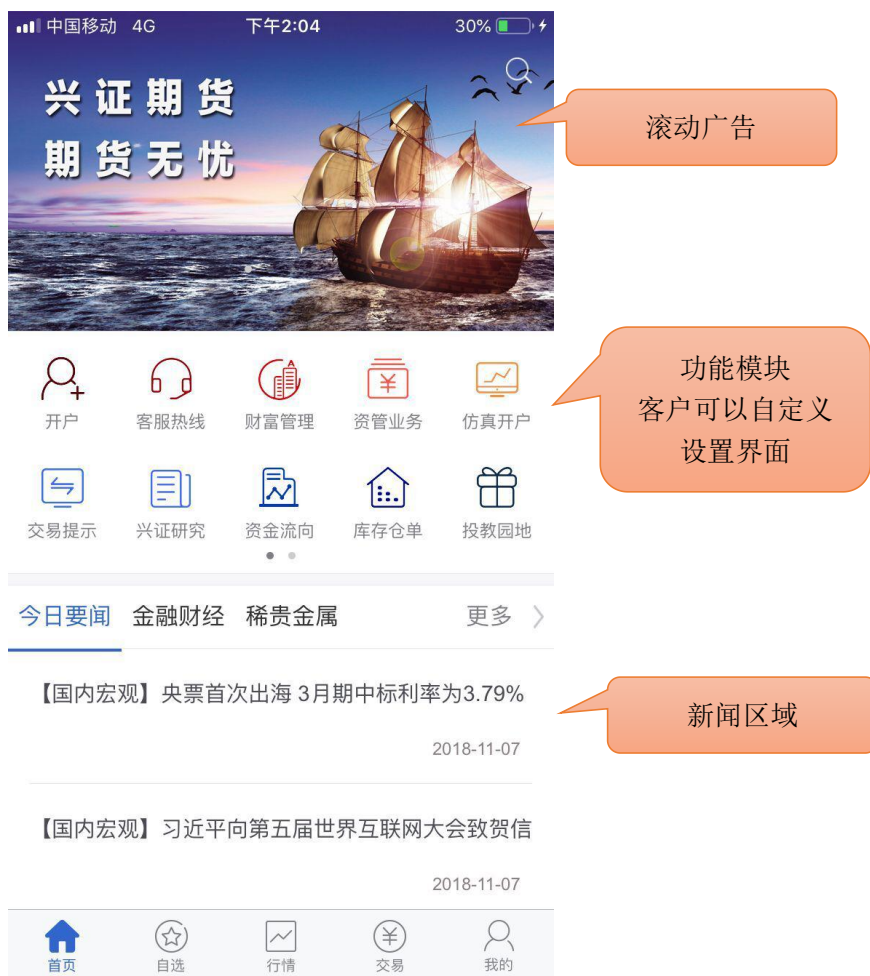 中国移动 4G 下午2:04 30%
兴证期货
期货无忧
滚动广告
开户 客服热线 财富管理 资管业务 仿真开户
功能模块
客户可以自定义
设置界面
交易提示 兴证研究 资金流向 库存仓单 投教园地
今日要闻 金融财经 稀贵金属 更多
【国内宏观】央票首次出海 3月期中标利率为3.79%
新闻区域
2018-11-07
【国内宏观】习近平向第五届世界互联网大会致贺信
2018-11-07
首页 自选 行情 交易 我的